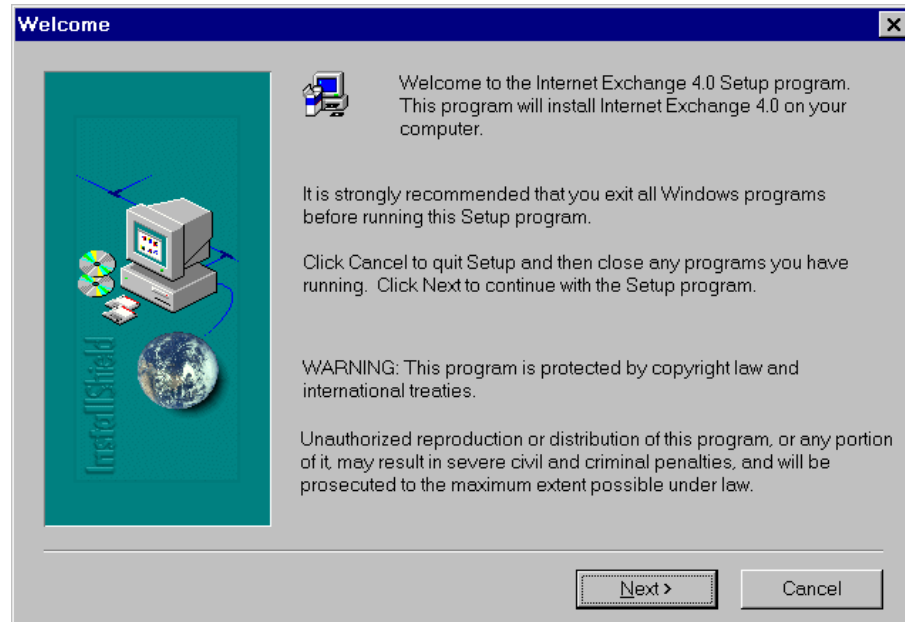 Welcome
Welcome to the Internet Exchange 4.0 Setup program.
This program will install Internet Exchange 4.0 on your
computer.
It is strongly recommended that you exit all Windows programs
before running this Setup program.
Click Cancel to quit Setup and then close any programs you have
running.  Click Next to continue with the Setup program.
WARNING: This program is protected by copyright law and
international treaties.
Unauthorized reproduction or distribution of this program, or any portion
of it, may result in severe civil and criminal penalties, and will be
prosecuted to the maximum extent possible under law.
InstallShield
Next >
Cancel